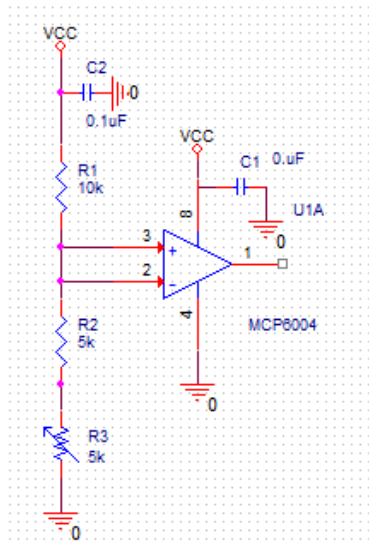 VCC
C2
0
0.1uF
VCC
C1
0.uF
R1
10k
8
U1A
3
+
0
1
2
-
4
MCP6004
R2
5k
0
R3
5k
0